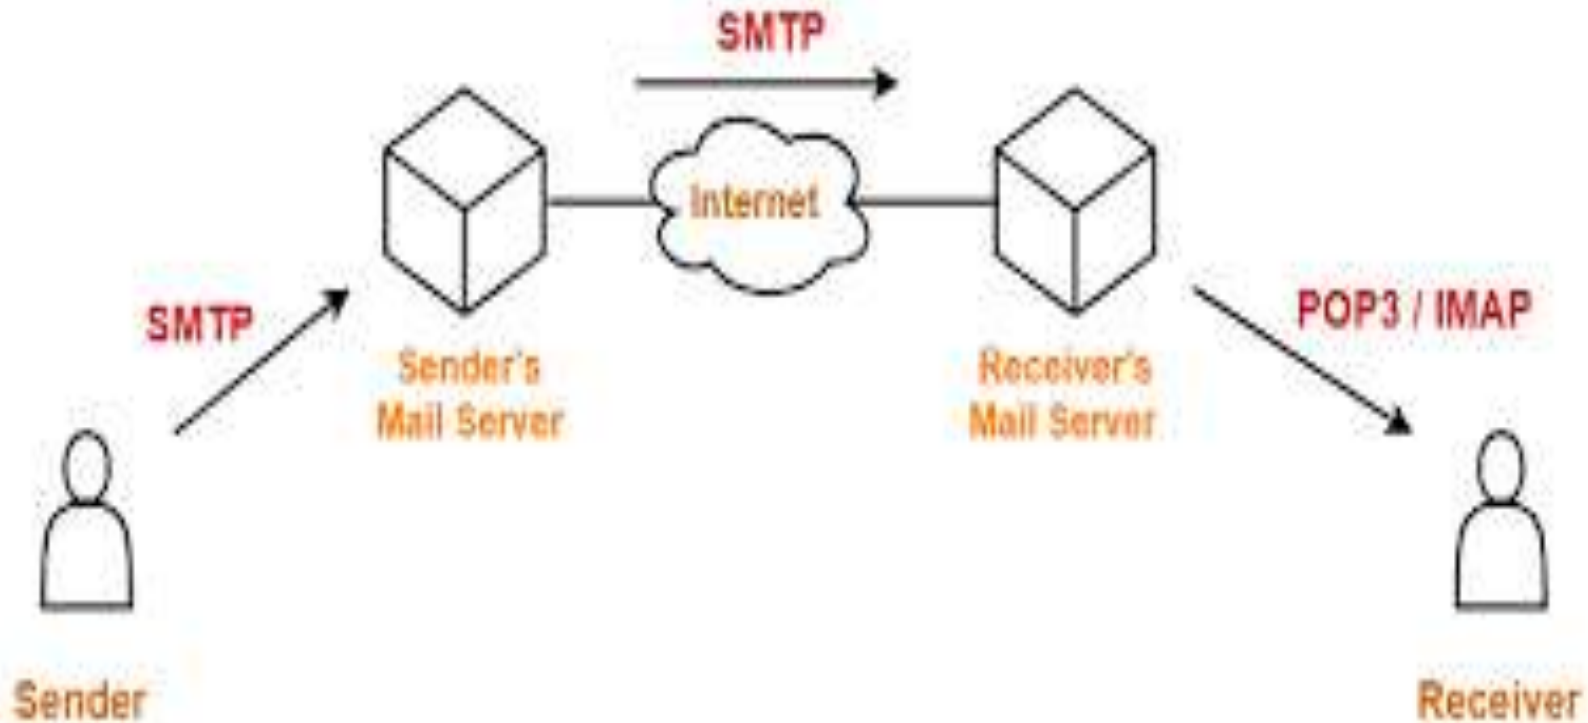 SMTP
Internet
SMTP
POP3 / IMAP
Sender's
Mail Server
Receiver's
Mail Server
Sender
Receiver